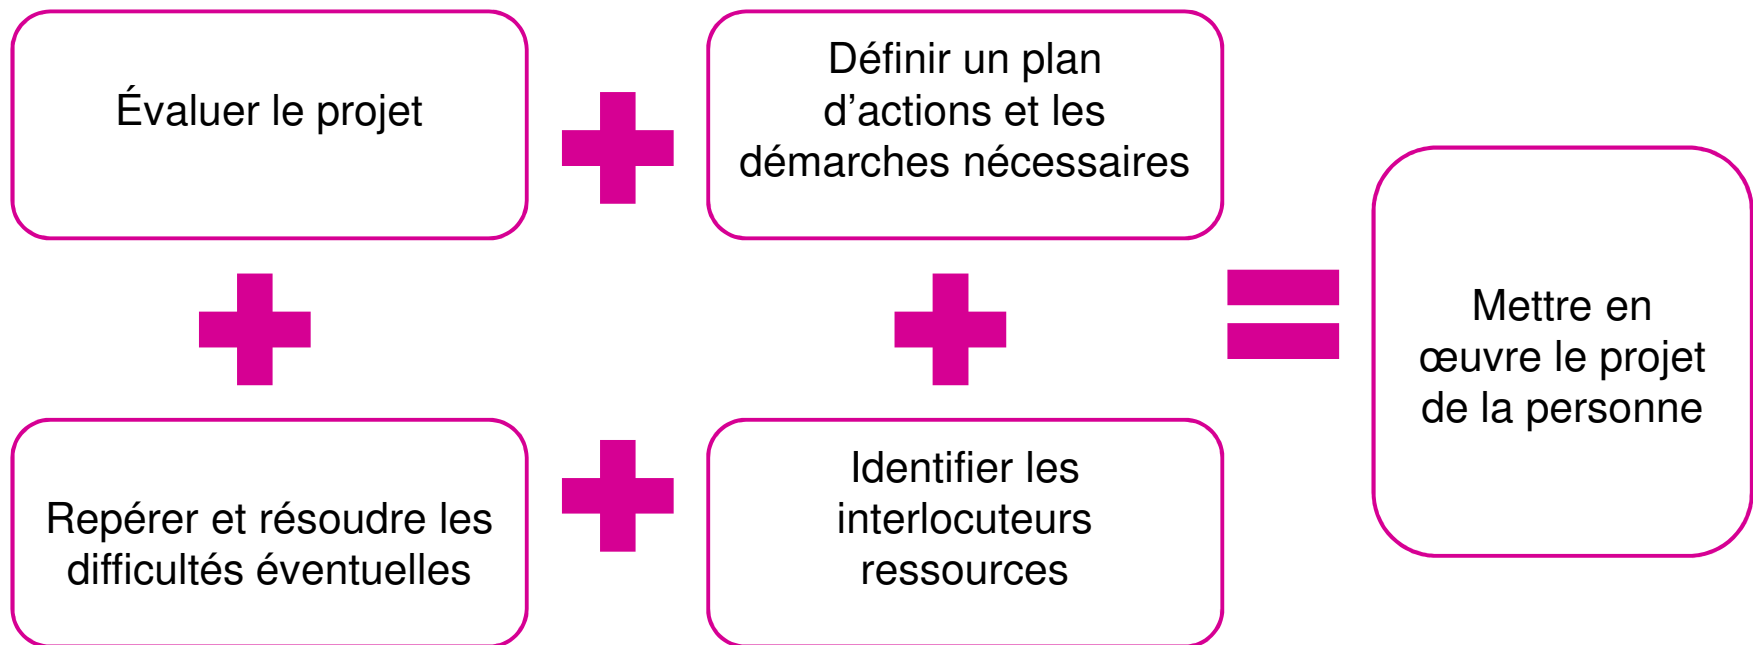 Évaluer le projet
Définir un plan
d’actions et les
démarches nécessaires
Repérer et résoudre les
difficultés éventuelles
Identifier les
interlocuteurs
ressources
Mettre en
œuvre le projet
de la personne